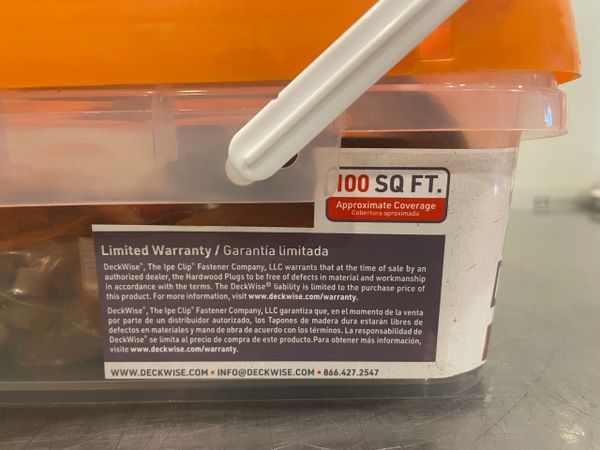 100 SQ FT.
Approximate Coverage
Cobertura aproximada
Limited Warranty / Garantía limitada
DeckWise™, The Ipe Clip® Fastener Company, LLC warrants that at the time of sale by an
authorized dealer, the Hardwood Plugs to be free of defects in material and workmanship
in accordance with the terms. The DeckWise® liability is limited to the purchase price of
this product. For more information, visit www.deckwise.com/warranty.
DeckWise™, The Ipe Clip® Fastener Company, LLC garantiza que, en el momento de la venta
por parte de un distribuidor autorizado, los Tapones de madera dura estarán libres de
defectos en materiales y mano de obra de acuerdo con los términos. La responsabilidad de
DeckWise® se limita al precio de compra de este producto.Para obtener más información,
visite www.deckwise.com/warranty.
WWW.DECKWISE.COM • INFO@DECKWISE.COM • 866.427.2547